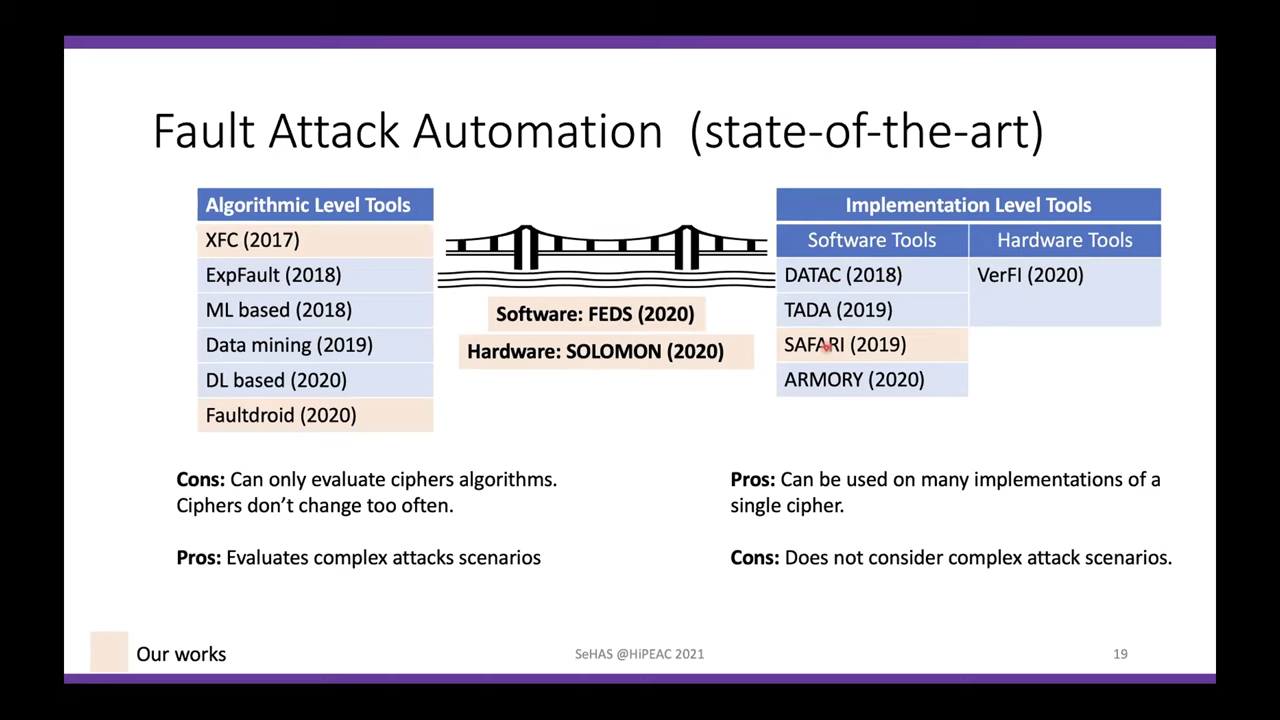 Fault Attack Automation (state-of-the-art)
Algorithmic Level Tools
XFC (2017)
ExpFault (2018)
ML based (2018)
Data mining (2019)
DL based (2020)
Faultdroid (2020)
Software: FEDS (2020)
Hardware: SOLOMON (2020)
Implementation Level Tools
Software Tools
Hardware Tools
DATAC (2018)
VerFI (2020)
TADA (2019)
SAFARI (2019)
ARMORY (2020)
Cons: Can only evaluate ciphers algorithms.
Ciphers don't change too often.
Pros: Evaluates complex attacks scenarios
Pros: Can be used on many implementations of a
single cipher.
Cons: Does not consider complex attack scenarios.
Our works
SeHAS @HiPEAC 2021
19